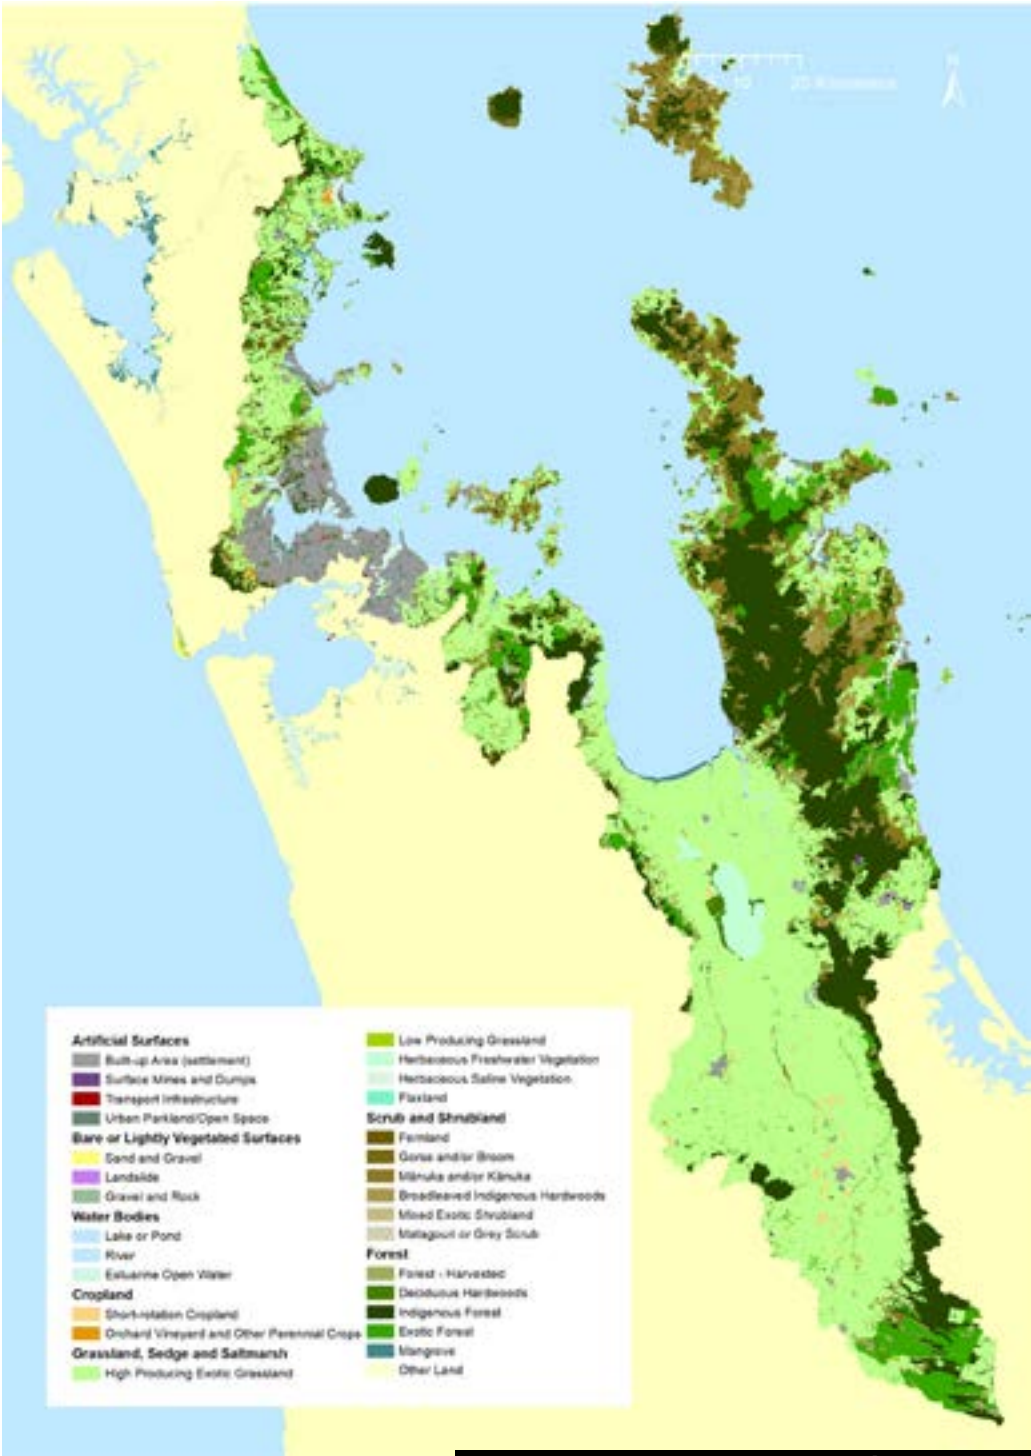 N
10 20 Kilometers
Artificial Surfaces
Built-up Area (settlement)
Surface Mines and Dumps
Transport Infrastructure
Urban Parkland/Open Space
Bare or Lightly Vegetated Surfaces
Sand and Gravel
Landslide
Gravel and Rock
Water Bodies
Lake or Pond
River
Estuarine Open Water
Cropland
Short-rotation Cropland
Orchard Vineyard and Other Perennial Crops
Grassland, Sedge and Saltmarsh
High Producing Exotic Grassland
Low Producing Grassland
Herbaceous Freshwater Vegetation
Herbaceous Saline Vegetation
Flaxland
Scrub and Shrubland
Fernland
Gorse and/or Broom
Mānuka and/or Kānuka
Broadleaved Indigenous Hardwoods
Mixed Exotic Shrubland
Matagouri or Grey Scrub
Forest
Forest - Harvested
Deciduous Hardwoods
Indigenous Forest
Exotic Forest
Mangrove
Other Land